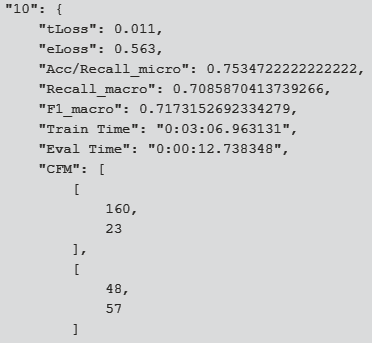 "10": {
"tLoss": 0.011,
"eLoss": 0.563,
"Acc/Recall_micro": 0.7534722222222222,
"Recall_macro": 0.7085870413739266,
"F1_macro": 0.7173152692334279,
"Train Time": "0:03:06.963131",
"Eval Time": "0:00:12.738348",
"CFM": [
[
160,
23
],
[
48,
57
]